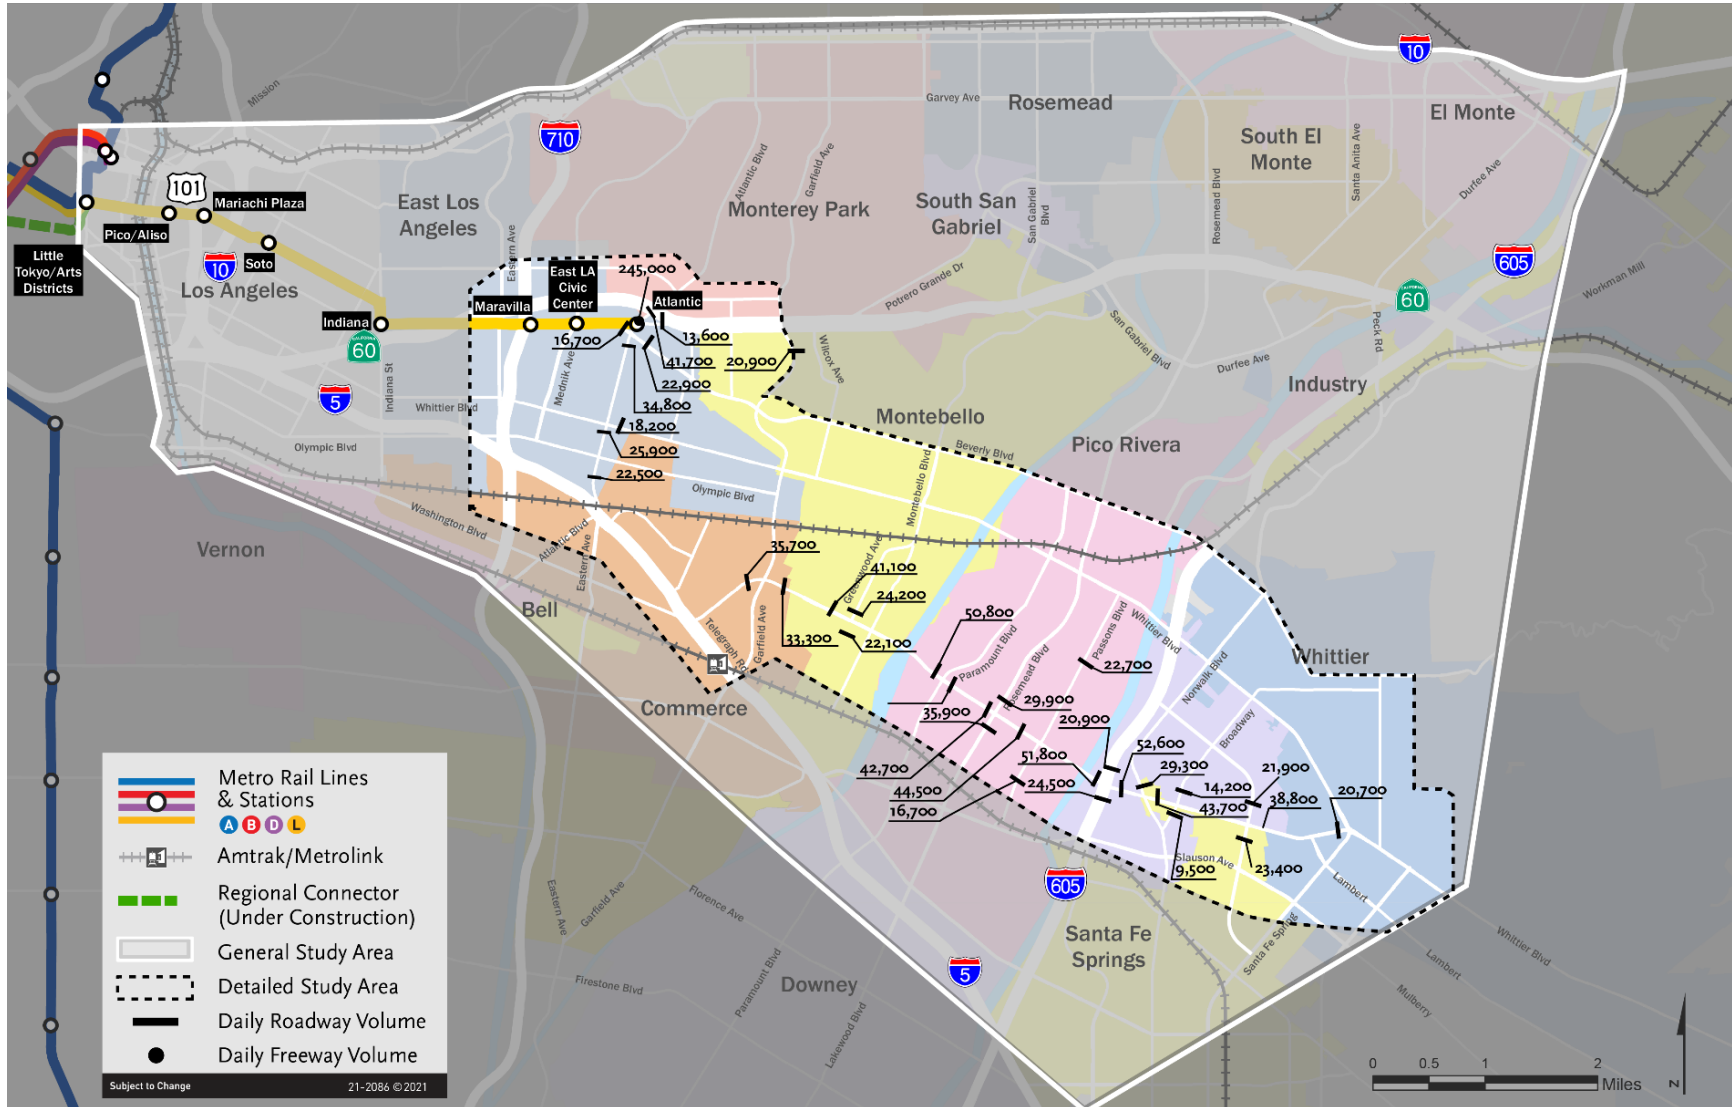 Mission
10
Garvey Ave
Rosemead
El Monte
710
South El
Monte
Santa Anita Ave
Durfee Ave
Atlantic Blvd
Garfield Ave
101
Mariachi Plaza
East Los
Angeles
Monterey Park
South San
Gabriel
San Gabriel
Blvd
Rosemead Blvd
Pico/Aliso
Eastern Ave
Little
Tokyo/Arts
Districts
10
Soto
Los Angeles
605
Workman Mill
East LA
Civic
Center
245,000
Potrero Grande Dr
CALIFORNIA
60
Maravilla
Atlantic
Indiana
CALIFORNIA
60
16,700
13,600
41,700
20,900
Wilcox Ave
San Gabriel Blvd
Peck Rd
Durfee Ave
Mednik Ave
22,900
Industry
Indiana St
5
Whittier Blvd
34,800
Montebello
18,200
Olympic Blvd
25,900
Beverly Blvd
Pico Rivera
22,500
Montebello Blvd
Olympic Blvd
Washington Blvd
Atlantic Blvd
Vernon
Eastern Ave
35,700
Greenwood Ave
41,100
24,200
Bell
50,800
Telegraph Rd
Garfield Ave
33,300
22,100
Paramount Blvd
Passons Blvd
Whittier Blvd
Whittier
22,700
Rosemead Blvd
Norwalk Blvd
Commerce
35,900
29,900
20,900
Broadway
52,600
51,800
29,300
21,900
42,700
24,500
14,200
20,700
44,500
43,700
38,800
16,700
Slauson Ave
9,500
23,400
Lambert
605
Eastern Ave
Garfield Ave
Florence Ave
Santa Fe
Springs
Santa Fe Spring
Whittier Blvd
Lambert
5
Firestone Blvd
Paramount Blvd
Downey
Mulberry
Lakewood Blvd
Metro Rail Lines
& Stations
A B D L
Amtrak/Metrolink
Regional Connector
(Under Construction)
General Study Area
Detailed Study Area
Daily Roadway Volume
Daily Freeway Volume
Subject to Change
21-2086 © 2021
0 0.5 1 2
Miles
N